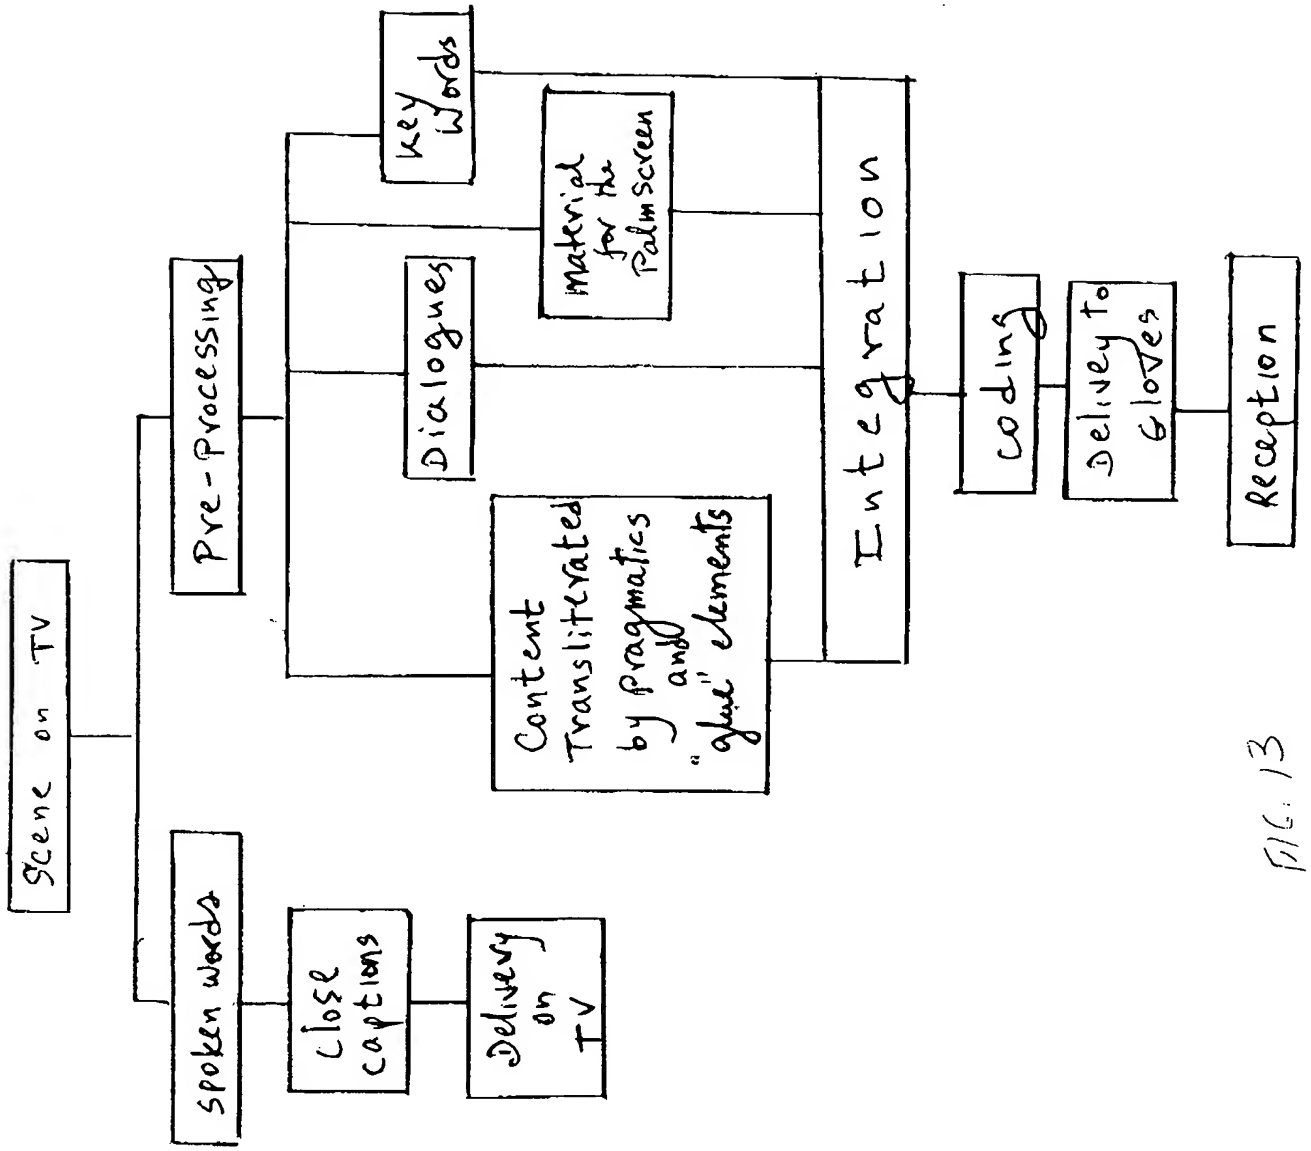 Scene on TV
Spoken words
Pre-Processing
Close
Captions
Delivery
on
TV
Content
Transliterated
by Pragmatics
and
"glue" elements
Dialogues
Material
for the
Palm Screen
Key
Words
Integration
Coding
Delivey to
Gloves
Reception
FIG. 13